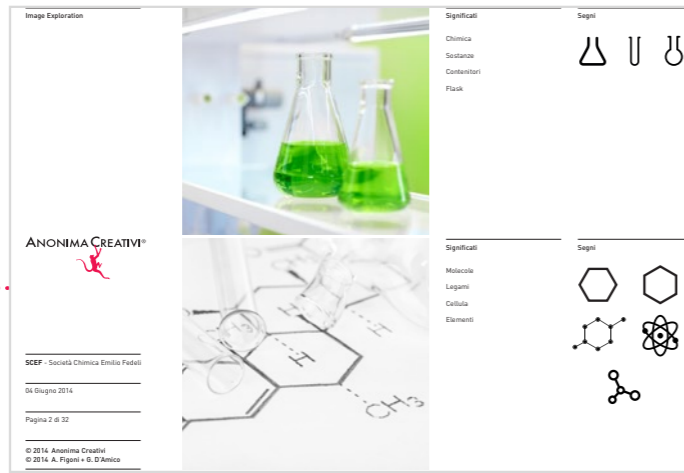 Image Exploration
ANONIMA CREATIVI®
SCEF - Società Chimica Emilio Fedeli
04 Giugno 2014
Pagina 2 di 32
© 2014 Anonima Creativi
© 2014 A. Figoni + G. D'Amico
Significati
Chimica
Sostanze
Contenitori
Flask
Segni
H
H
CH3
Significati
Molecole
Legami
Cellula
Elementi
Segni